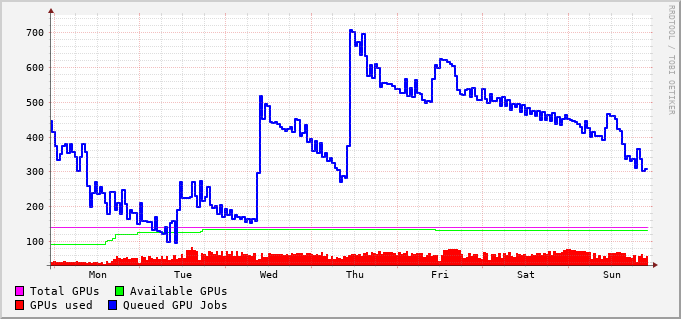 700
600
500
400
300
200
100
Mon Tue Wed Thu Fri Sat Sun
Total GPUs Available GPUs
GPUs used Queued GPU Jobs
RRDTOOL / TOBI OETIKER